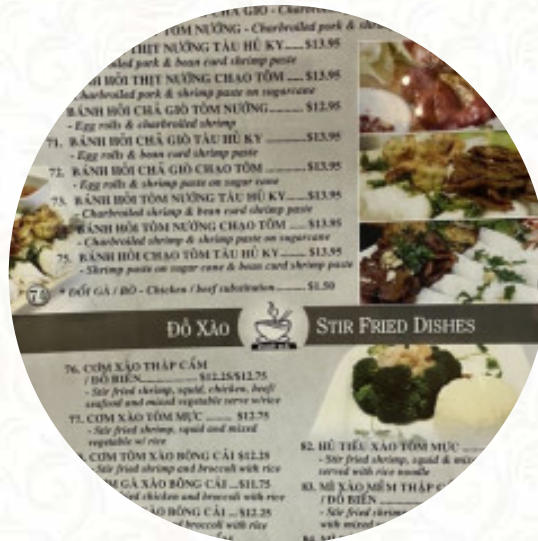 CHẢ GIÒ
TÔM NƯỚNG - Charbroiled pork &
THỊT NƯỚNG TÀU HỦ KY...... $13.95
pork & bean curd shrimp paste
HỎI THỊT NƯỚNG CHẠO TÔM ..... $13.95
Charbroiled pork & shrimp paste on sugarcane
BÁNH HỎI CHẢ GIÒ TÔM NƯỚNG......... $12.95
- Egg rolls & charbroiled shrimp
71. BÁNH HỎI CHẢ GIÒ TÀU HỦ KY ........... $13.95
- Egg rolls & bean curd shrimp paste
72. BÁNH HỎI CHẢ GIÒ CHẠO TÔM ............ $13.95
- Egg rolls & shrimp paste on sugar cane
73. BÁNH HỎI TÔM NƯỚNG TÀU HỦ KY....... $13.95
- Charbroiled shrimp & bean curd shrimp paste
BÁNH HỎI TÔM NƯỚNG CHẠO TÔM ...... $13.95
- Charbroiled shrimp & shrimp paste on sugarcane
75. BÁNH HỎI CHẠO TÔM TÀU HỦ KY......... $13.95
- Shrimp paste on sugar cane & bean curd shrimp paste
* ĐỔI GÀ / BÒ - Chicken / beef substitution ......... $1.50
ĐỒ XÀO STIR FRIED DISHES
76. CƠM XÀO THẬP CẨM
/ ĐỒ BIỂN.................. $12.25/$12.75
- Stir fried shrimp, squid, chicken, beef/
seafood and mixed vegetable serve w/rice
77. CƠM XÀO TÔM MỰC ........ $12.75
- Stir fried shrimp, squid and mixed
vegetable w/ rice
CƠM TÔM XÀO BÔNG CẢI $12.25
Stir fried shrimp and broccoli with rice
GÀ XÀO BÔNG CẢI ...$11.75
chicken and broccoli with rice
XÀO BÔNG CẢI ... $12.25
broccoli with rice
82. HỦ TIẾU XÀO TÔM MỰC
- Stir fried shrimp, squid &
served with rice noodle
83. MÌ XÀO MỀM THẬP
/ ĐỒ BIỂN
- Stir fried
with mixed